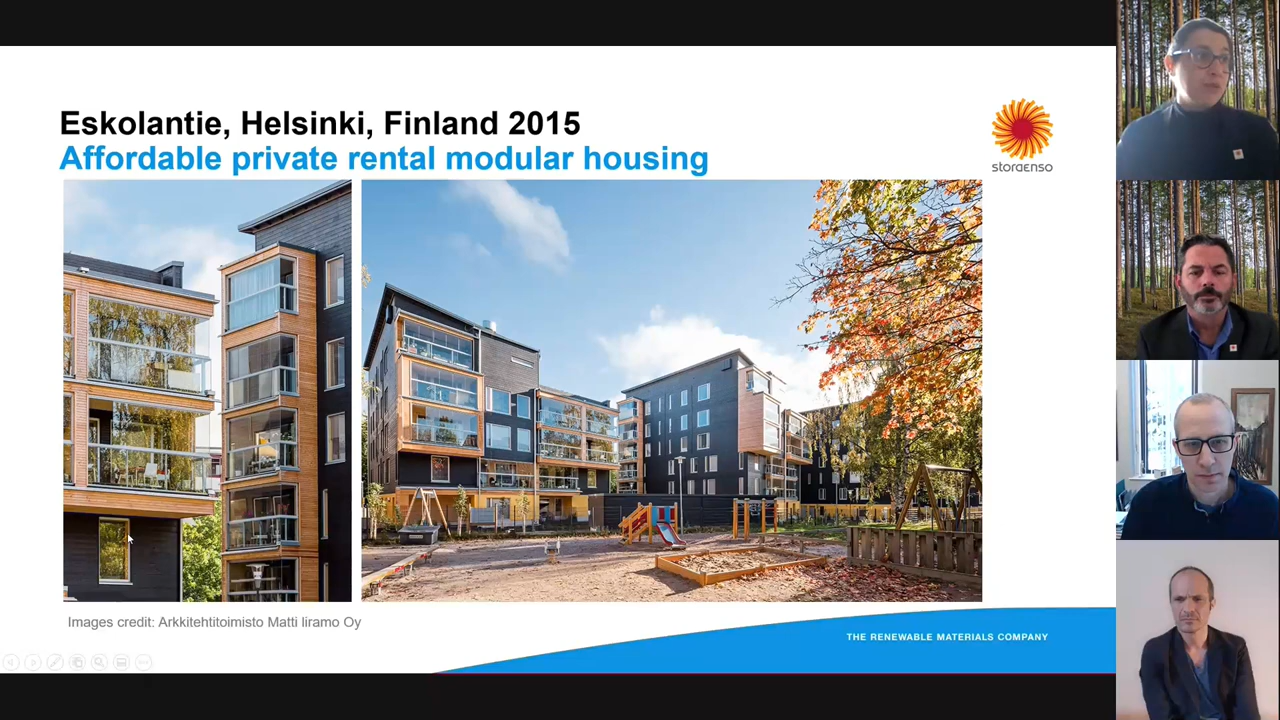 Eskolantie, Helsinki, Finland 2015
Affordable private rental modular housing
storaenso
Images credit: Arkkitehtitoimisto Matti Iiramo Oy
THE RENEWABLE MATERIALS COMPANY